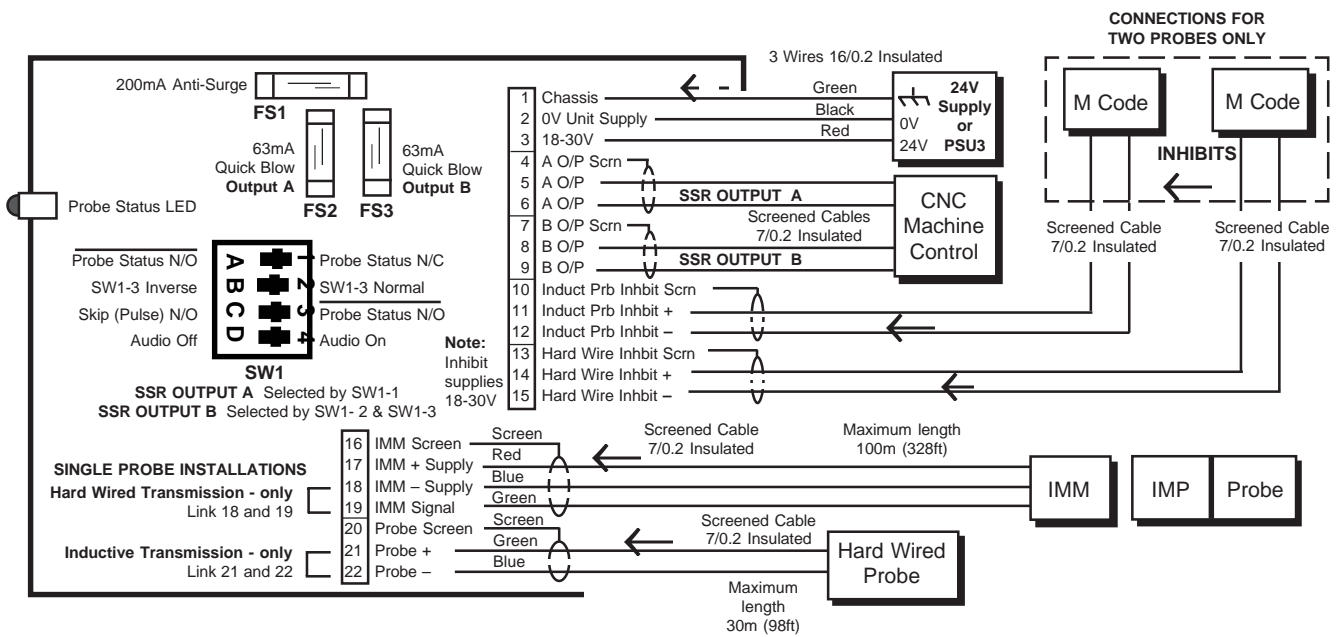 CONNECTIONS FOR
TWO PROBES ONLY
3 Wires 16/0.2 Insulated
200mA Anti-Surge
FS1
63mA
Quick Blow
Output A
63mA
Quick Blow
Output B
FS2 FS3
Probe Status LED
Probe Status N/O
SW1-3 Inverse
Skip (Pulse) N/O
Audio Off
A 1
B 2
C 3
D 4
Probe Status N/C
SW1-3 Normal
Probe Status N/O
Audio On
SW1
SSR OUTPUT A Selected by SW1-1
SSR OUTPUT B Selected by SW1- 2 & SW1-3
Note:
Inhibit
supplies
18-30V
1 Chassis
2 0V Unit Supply
3 18-30V
4 A O/P Scrn
5 A O/P
6 A O/P
7 B O/P Scrn
8 B O/P
9 B O/P
10 Induct Prb Inhbit Scrn
11 Induct Prb Inhbit +
12 Induct Prb Inhbit –
13 Hard Wire Inhbit Scrn
14 Hard Wire Inhbit +
15 Hard Wire Inhbit –
Green
Black
Red
0V
24V
24V
Supply
or
PSU3
SSR OUTPUT A
Screened Cables
7/0.2 Insulated
SSR OUTPUT B
CNC
Machine
Control
M Code
M Code
INHIBITS
Screened Cable
7/0.2 Insulated
Screened Cable
7/0.2 Insulated
SINGLE PROBE INSTALLATIONS
Hard Wired Transmission - only
Link 18 and 19
Inductive Transmission - only
Link 21 and 22
16 IMM Screen
17 IMM + Supply
18 IMM – Supply
19 IMM Signal
20 Probe Screen
21 Probe +
22 Probe –
Screen
Red
Blue
Green
Screen
Green
Blue
Screened Cable
7/0.2 Insulated
Maximum length
100m (328ft)
IMM
IMP
Probe
Screened Cable
7/0.2 Insulated
Hard Wired
Probe
Maximum
length
30m (98ft)